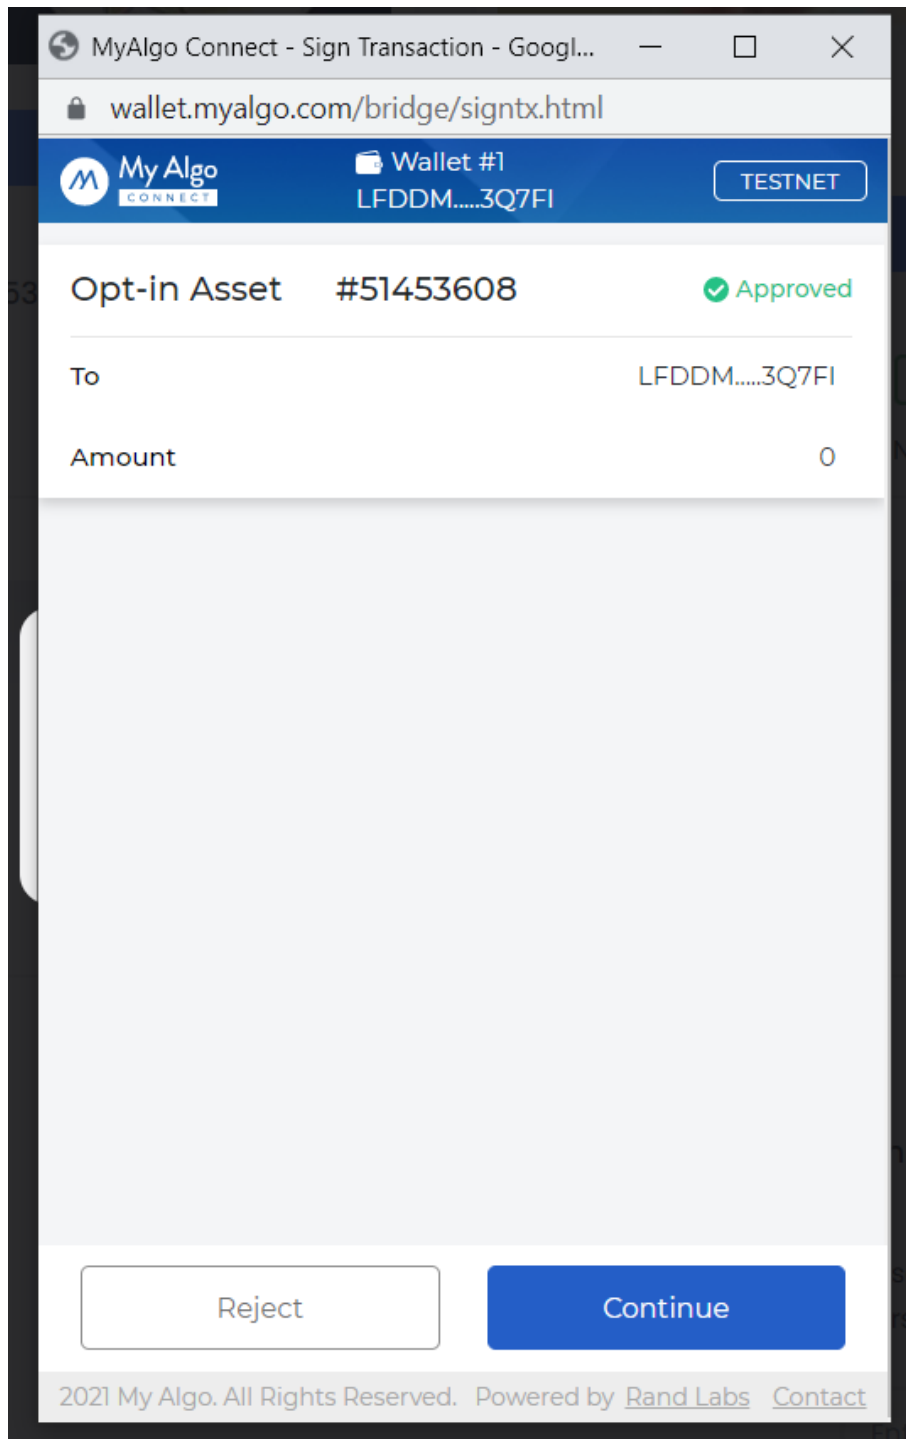 MyAlgo Connect - Sign Transaction - Googl...
wallet.myalgo.com/bridge/signtx.html
My Algo
CONNECT
Wallet #1
LFDDM.....3Q7FI
TESTNET
Opt-in Asset #51453608 Approved
To LFDDM.....3Q7FI
Amount 0
Reject Continue
2021 My Algo. All Rights Reserved. Powered by Rand Labs Contact